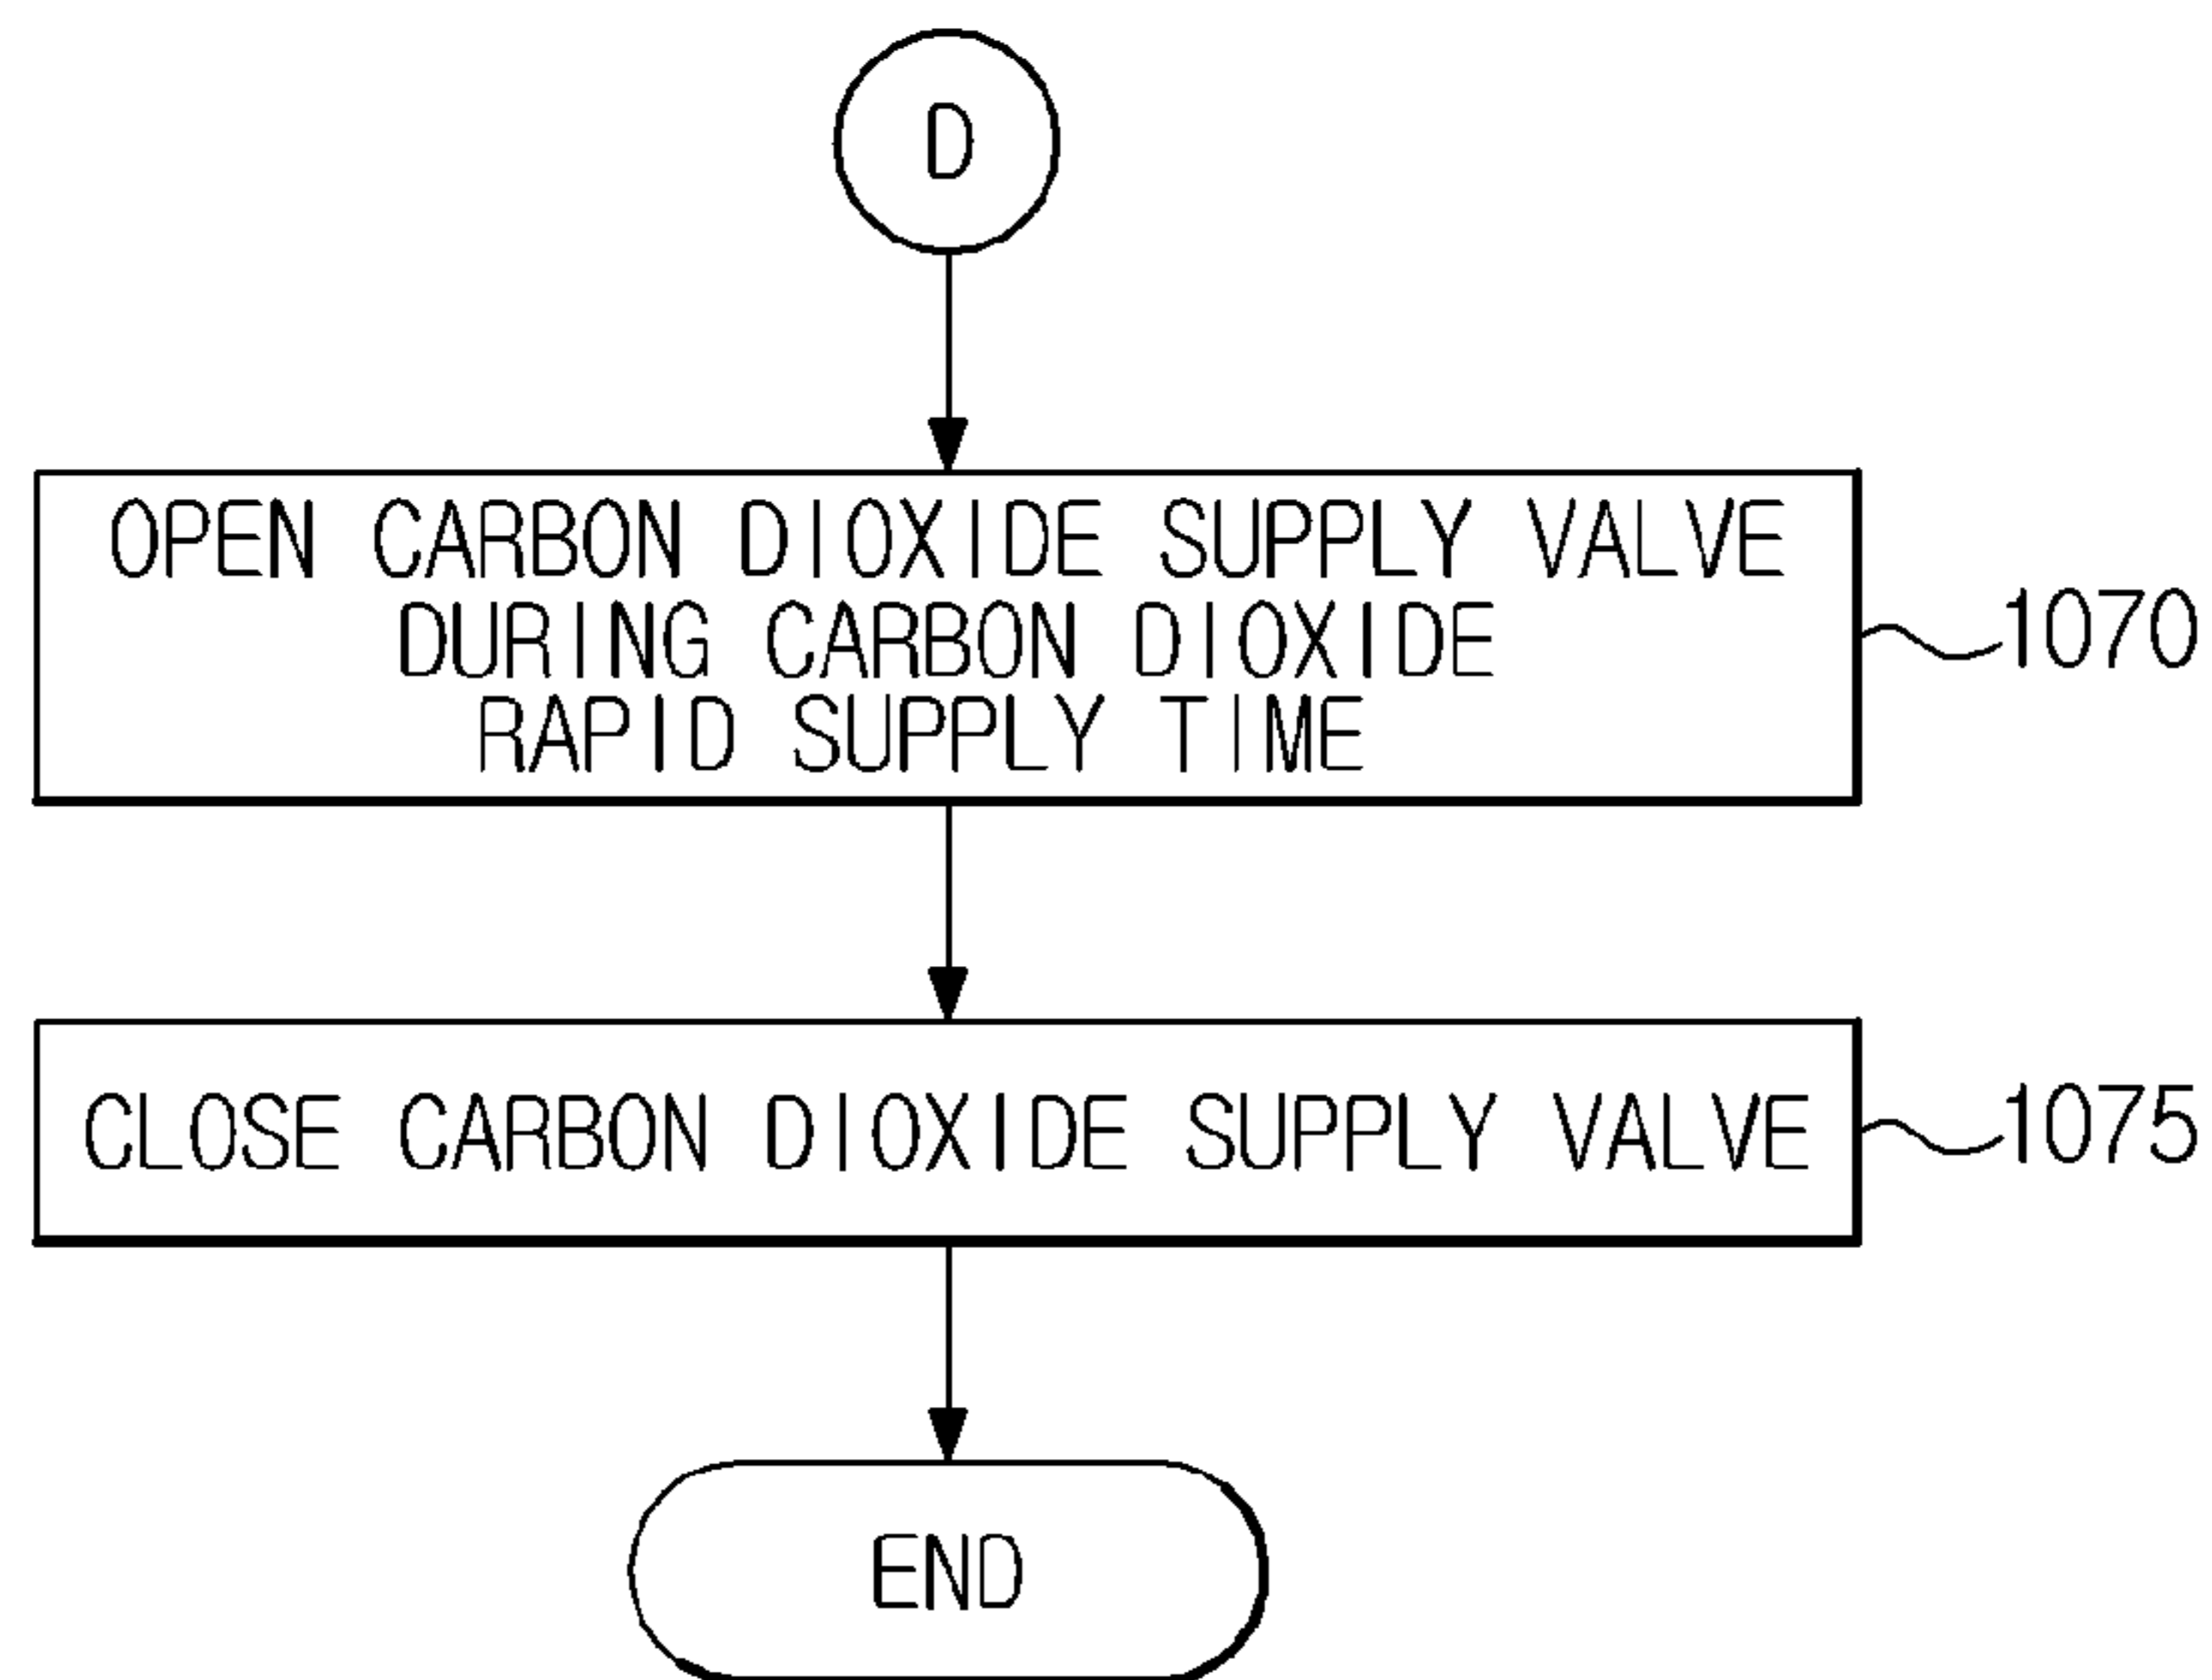 D
OPEN CARBON DIOXIDE SUPPLY VALVE
DURING CARBON DIOXIDE
RAPID SUPPLY TIME
1070
CLOSE CARBON DIOXIDE SUPPLY VALVE
1075
END